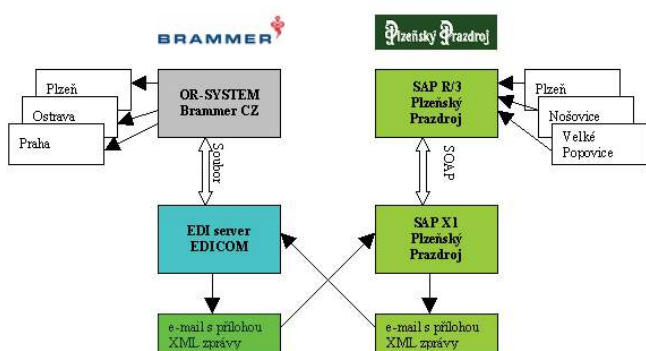 BRAMMER
Plzeňský Prazdroj
Plzeň
Ostrava
Praha
OR-SYSTEM
Brammer CZ
SAP R/3
Plzeňský
Prazdroj
Plzeň
Nošovice
Velké
Popovice
Soubor
SOAP
EDI server
EDICOM
SAP X1
Plzeňský
Prazdroj
e-mail s přílohou
XML zprávy
e-mail s přílohou
XML zprávy